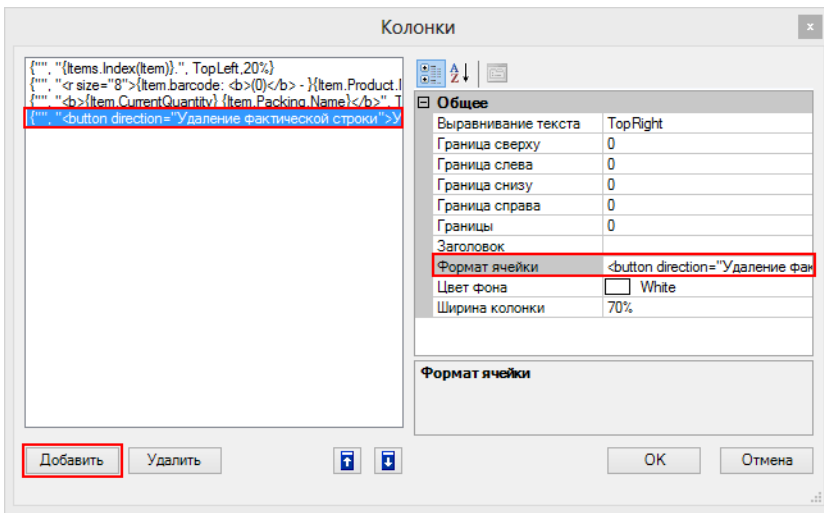 Колонки
x
{"", "{Items.Index(Item)}.", TopLeft,20%}
{"", "<r size="8">{Item.barcode: <b>(0)</b> - }{Item.Product.I
{"", "<b>{Item.CurrentQuantity} {Item.Packing.Name}</b>", T
{"", "<button direction="Удаление фактической строки">У
Общее
Выравнивание текста TopRight
Граница сверху 0
Граница слева 0
Граница снизу 0
Граница справа 0
Границы 0
Заголовок
Формат ячейки <button direction="Удаление фак
Цвет фона White
Ширина колонки 70%
Формат ячейки
Добавить Удалить OK Отмена